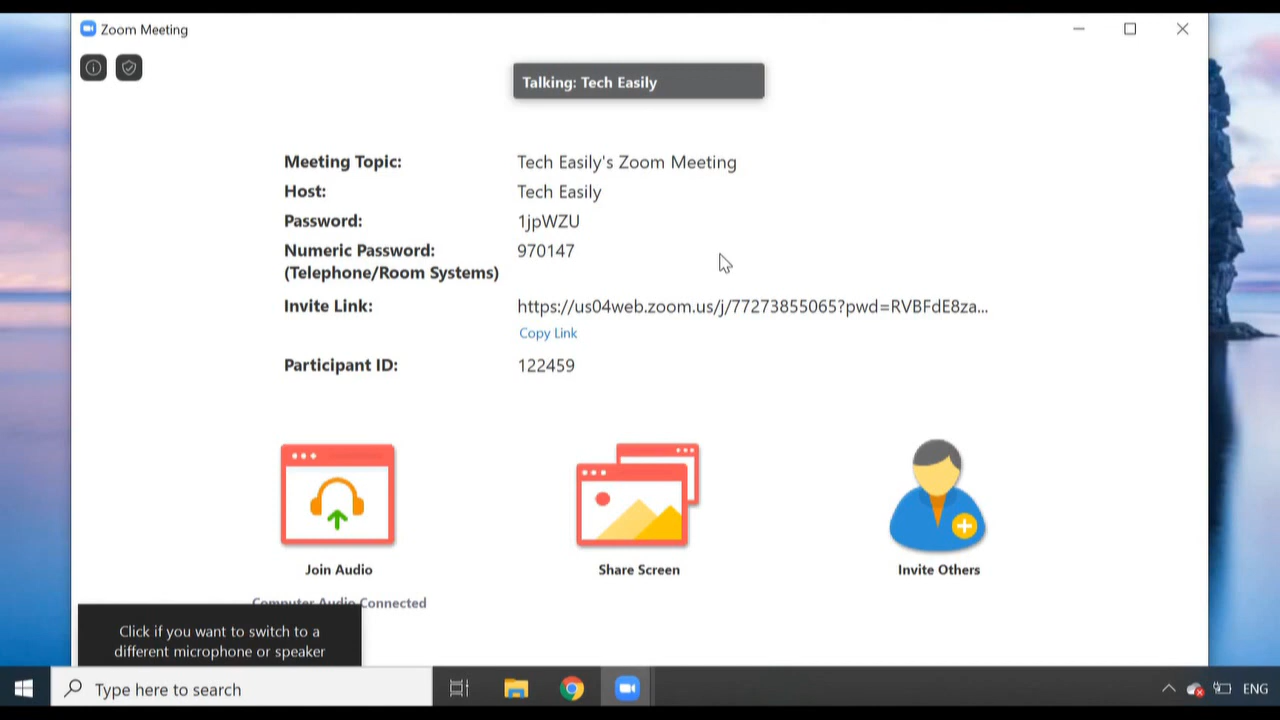 Zoom Meeting
Talking: Tech Easily
Meeting Topic: Tech Easily's Zoom Meeting
Host: Tech Easily
Password: 1jpWZU
Numeric Password: 970147
(Telephone/Room Systems)
Invite Link: https://us04web.zoom.us/j/77273855065?pwd=RVBFdE8za...
Copy Link
Participant ID: 122459
Join Audio
Share Screen
Invite Others
Computer Audio Connected
Click if you want to switch to a
different microphone or speaker
Type here to search
ENG